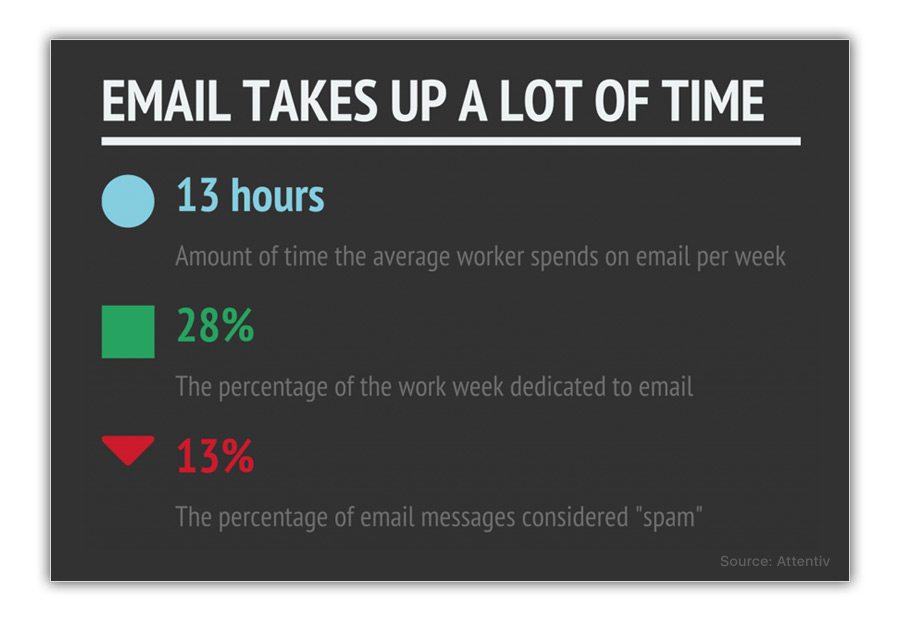 EMAIL TAKES UP A LOT OF TIME
13 hours
Amount of time the average worker spends on email per week
28%
The percentage of the work week dedicated to email
13%
The percentage of email messages considered "spam"
Source: Attentiv